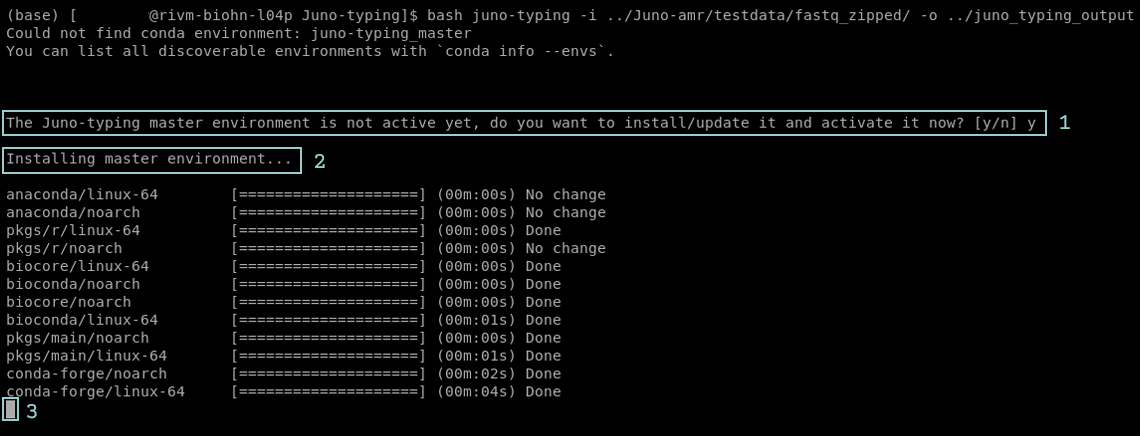 (base) [        @rivm-biohn-l04p Juno-typing]$ bash juno-typing -i ../Juno-amr/testdata/fastq_zipped/ -o ../juno_typing_output
Could not find conda environment: juno-typing_master
You can list all discoverable environments with `conda info --envs`.
The Juno-typing master environment is not active yet, do you want to install/update it and activate it now? [y/n] y 1
Installing master environment... 2
anaconda/linux-64        [====================] (00m:00s) No change
anaconda/noarch          [====================] (00m:00s) No change
pkgs/r/linux-64          [====================] (00m:00s) Done
pkgs/r/noarch            [====================] (00m:00s) No change
biocore/linux-64         [====================] (00m:00s) Done
bioconda/noarch          [====================] (00m:00s) Done
biocore/noarch           [====================] (00m:00s) Done
bioconda/linux-64        [====================] (00m:01s) Done
pkgs/main/noarch         [====================] (00m:00s) Done
pkgs/main/linux-64       [====================] (00m:01s) Done
conda-forge/noarch       [====================] (00m:02s) Done
conda-forge/linux-64     [====================] (00m:04s) Done
3